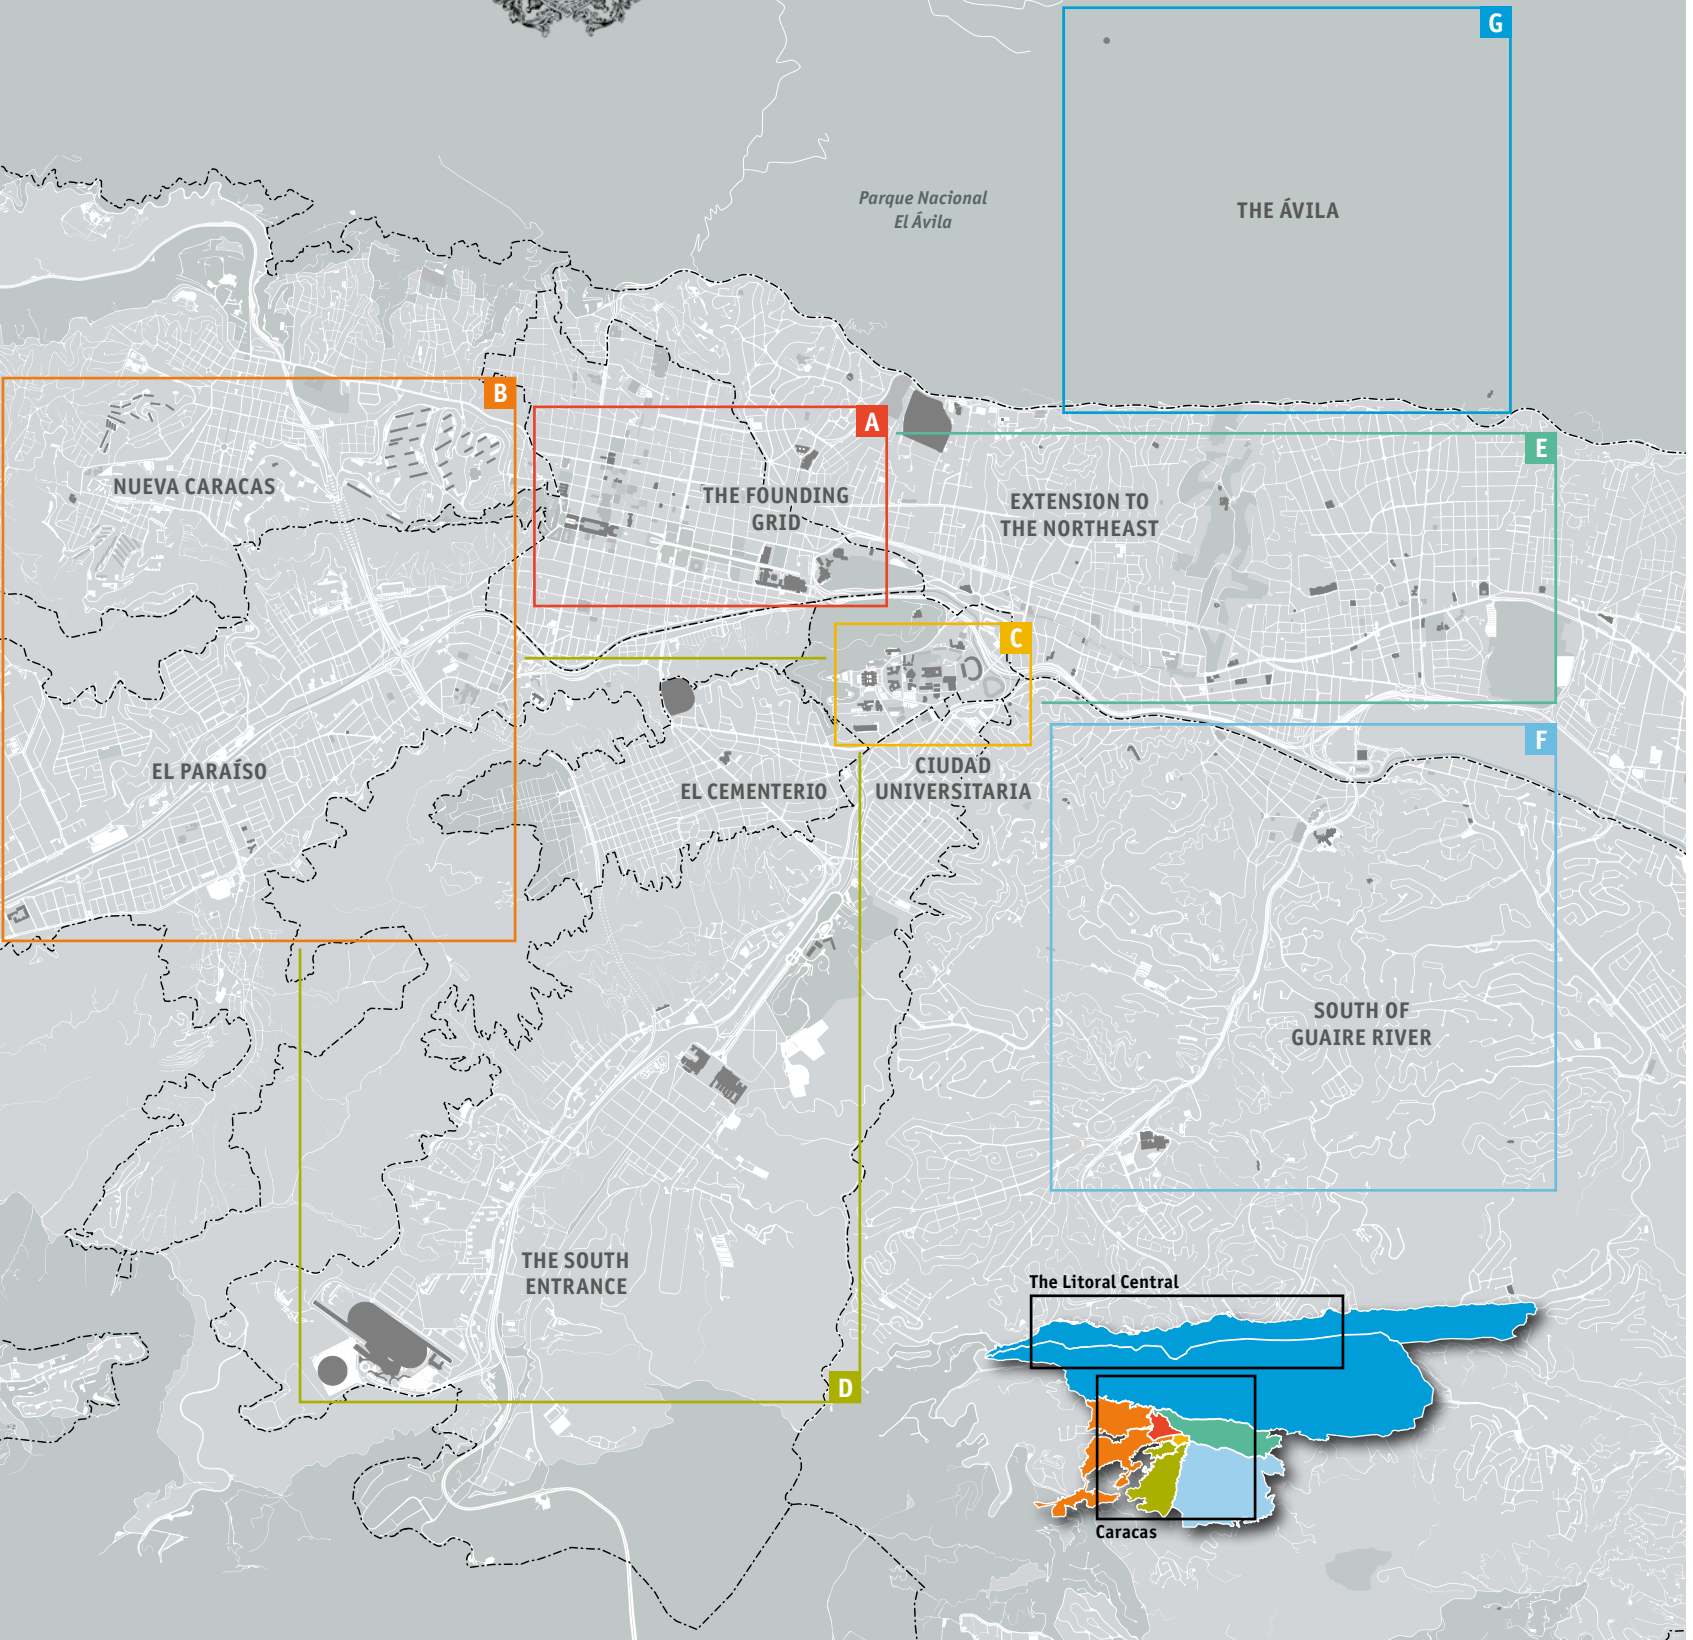 G
Parque Nacional
El Ávila
THE ÁVILA
B
A
E
NUEVA CARACAS
THE FOUNDING
GRID
EXTENSION TO
THE NORTHEAST
C
F
EL PARAÍSO
EL CEMENTERIO
CIUDAD
UNIVERSITARIA
SOUTH OF
GUAIRE RIVER
THE SOUTH
ENTRANCE
D
The Litoral Central
Caracas